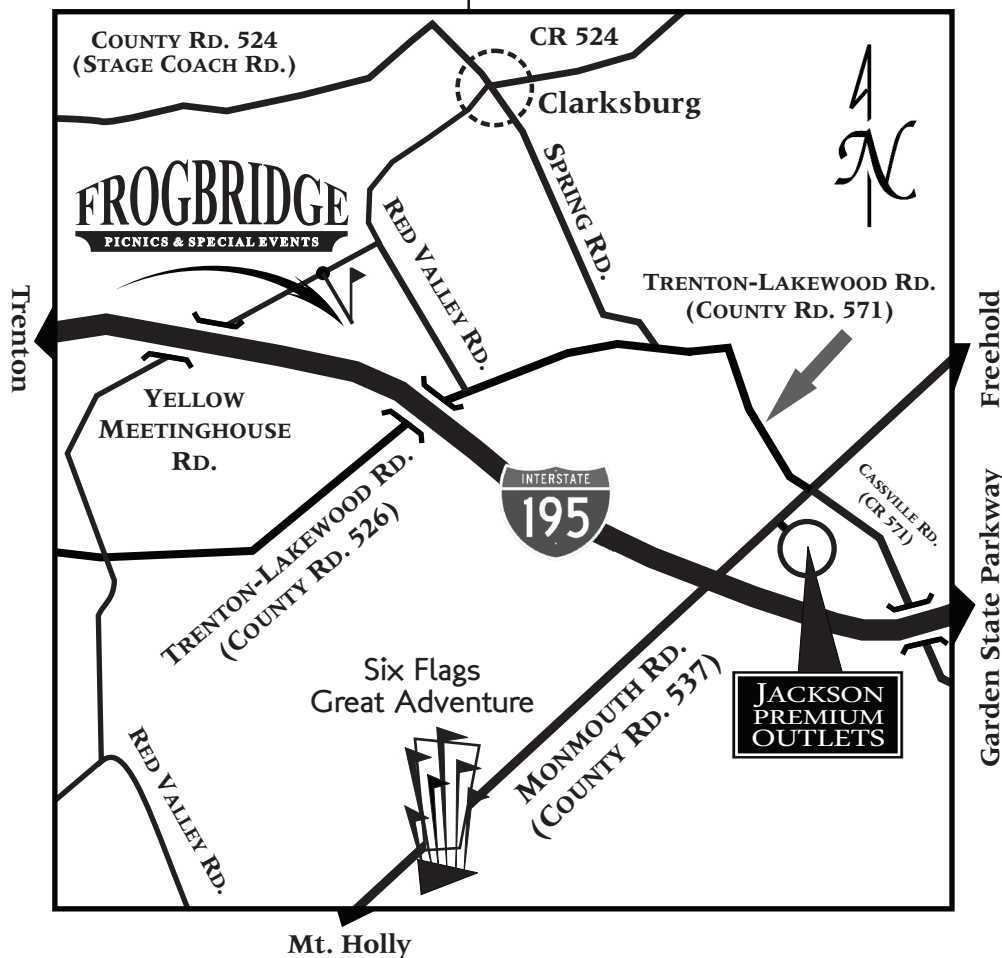 COUNTY RD. 524
(STAGE COACH RD.)
CR 524
Clarksburg
N
FROGBRIDGE
PICNICS & SPECIAL EVENTS
SPRING RD.
RED VALLEY RD.
TRENTON-LAKEWOOD RD.
(COUNTY RD. 571)
Trenton
Freehold
YELLOW
MEETINGHOUSE
RD.
INTERSTATE
195
CASSVILLE RD.
(CR 571)
TRENTON-LAKEWOOD RD.
(COUNTY RD. 526)
Garden State Parkway
Six Flags
Great Adventure
MONMOUTH RD.
(COUNTY RD. 537)
JACKSON
PREMIUM
OUTLETS
RED VALLEY RD.
Mt. Holly